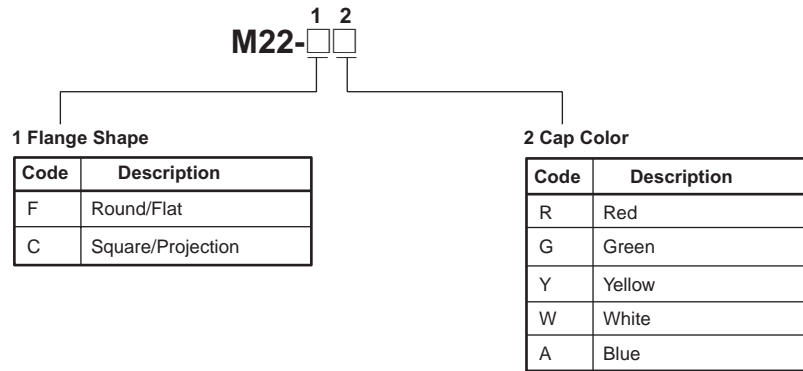 1 2
M22-□□
1 Flange Shape
Code Description
F Round/Flat
C Square/Projection
2 Cap Color
Code Description
R Red
G Green
Y Yellow
W White
A Blue